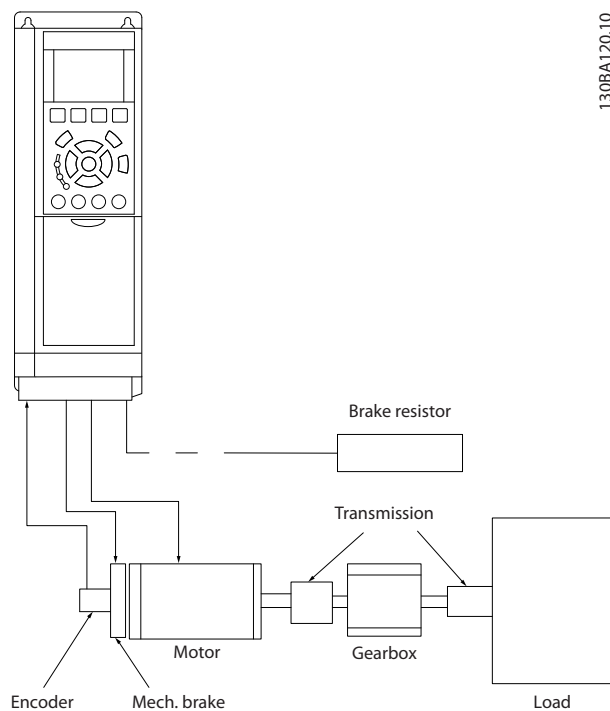 130BA120.10
Brake resistor
Transmission
Motor
Gearbox
Encoder
Mech. brake
Load